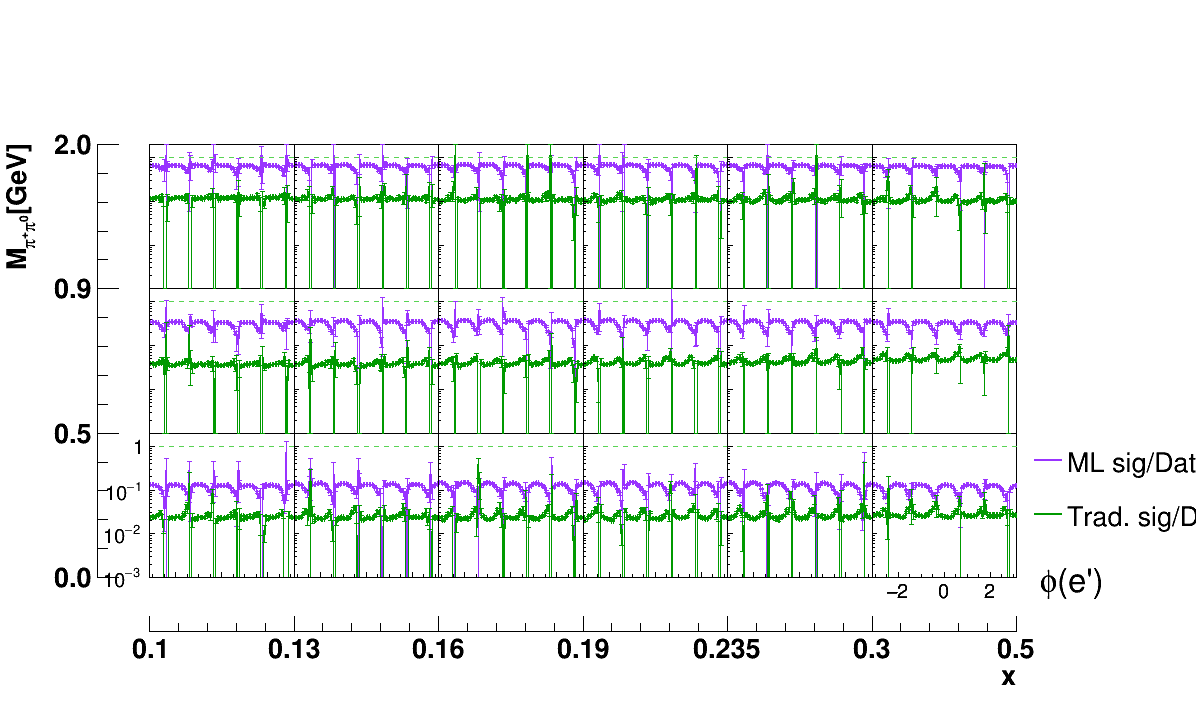 M π⁺π⁰ [GeV]
2.0
0.9
0.5
0.0
1
10⁻¹
10⁻²
10⁻³
ML sig/Dat
Trad. sig/D
−2 0 2
ϕ(e')
0.1 0.13 0.16 0.19 0.235 0.3 0.5
x